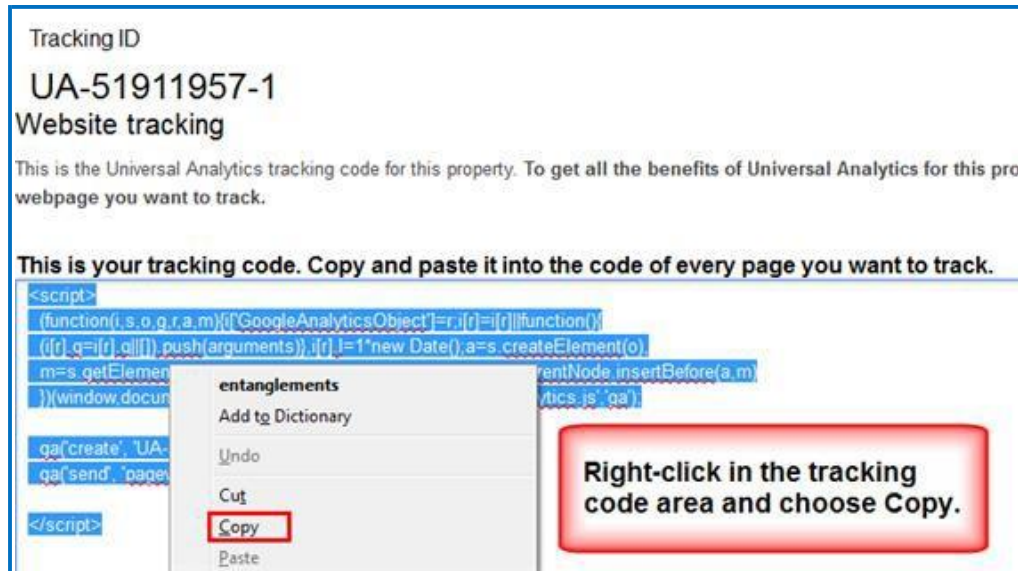 Tracking ID
UA-51911957-1
Website tracking
This is the Universal Analytics tracking code for this property. To get all the benefits of Universal Analytics for this pro
webpage you want to track.
This is your tracking code. Copy and paste it into the code of every page you want to track.
<script>
(function(i,s,o,g,r,a,m){i['GoogleAnalyticsObject']=r;i[r]=i[r]||function(){
(i[r].q=i[r].q||[]).push(arguments)},i[r].l=1*new Date();a=s.createElement(o),
m=s.getElemen rentNode.insertBefore(a,m)
})(window,docum ytics.js','ga');
ga('create', 'UA-
ga('send', 'pagev
</script>
entanglements
Add to Dictionary
Undo
Cut
Copy
Paste
Right-click in the tracking
code area and choose Copy.